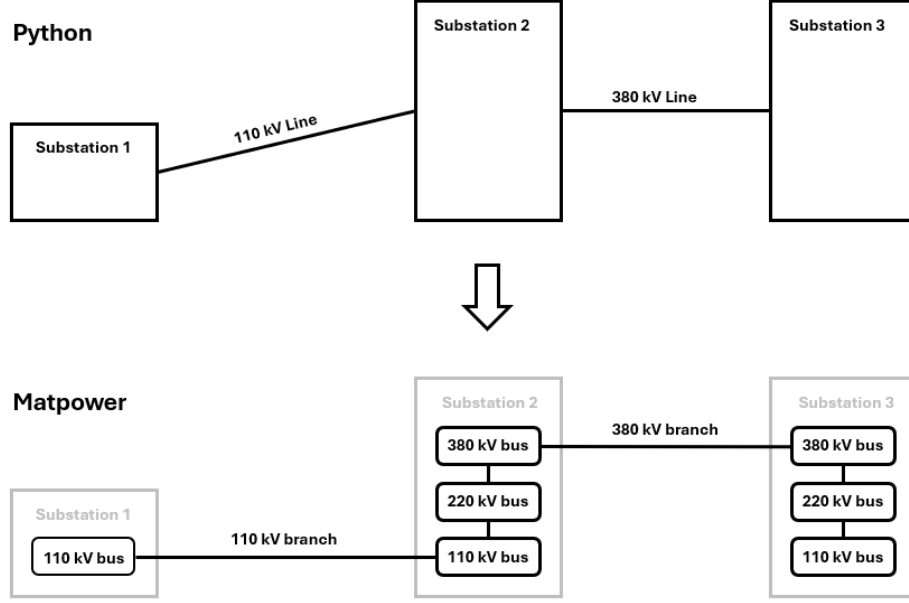 Python
Substation 2
Substation 3
380 kV Line
110 kV Line
Substation 1
Matpower
Substation 2
Substation 3
380 kV branch
380 kV bus
380 kV bus
220 kV bus
220 kV bus
Substation 1
110 kV branch
110 kV bus
110 kV bus
110 kV bus